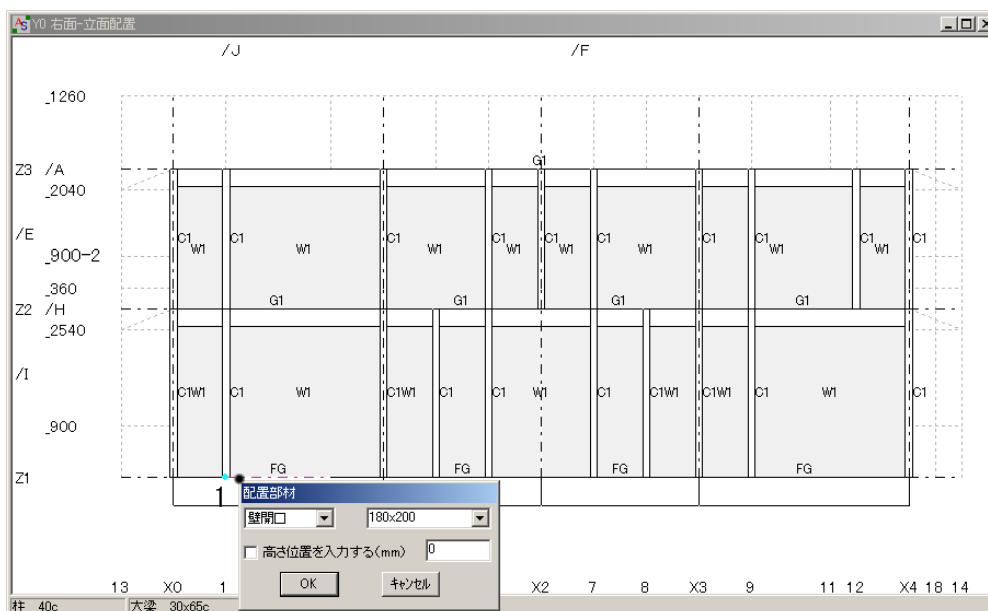 Y0 右面-立面配置
/J /F
_1260
G1
Z3 /A
_2040
/E C1 W1 C1 W1 C1 W1 C1 W1 C1 W1 C1 W1 C1 C1 W1 C1 W1 C1
_900-2
_360
G1 G1 G1 G1
Z2 /H
_2540
/I
C1W1 C1 W1 C1W1 C1 C1 W1 C1 C1W1 C1W1 C1 W1 C1
_900
FG FG FG FG
Z1
1
配置部材
壁開口 180x200
高さ位置を入力する(mm) 0
OK キャンセル
13 X0 1 X2 7 8 X3 9 11 12 X4 18 14
柱 40c 大梁 30x65c